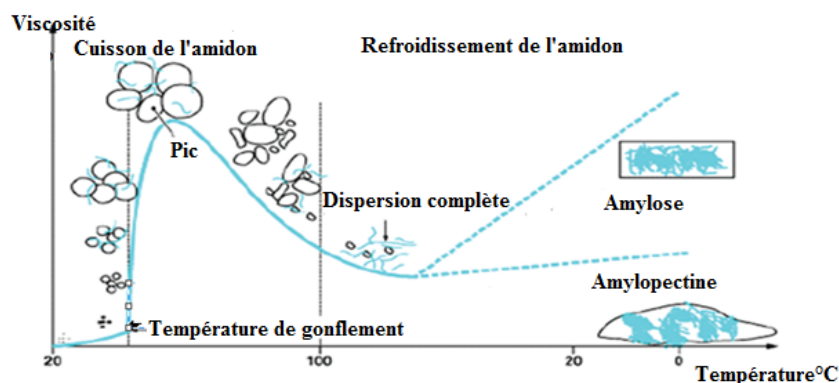 Viscosité
Cuisson de l'amidon
Refroidissement de l'amidon
Pic
Dispersion complète
Amylose
Amylopectine
Température de gonflement
20
100
20
0
Température°C